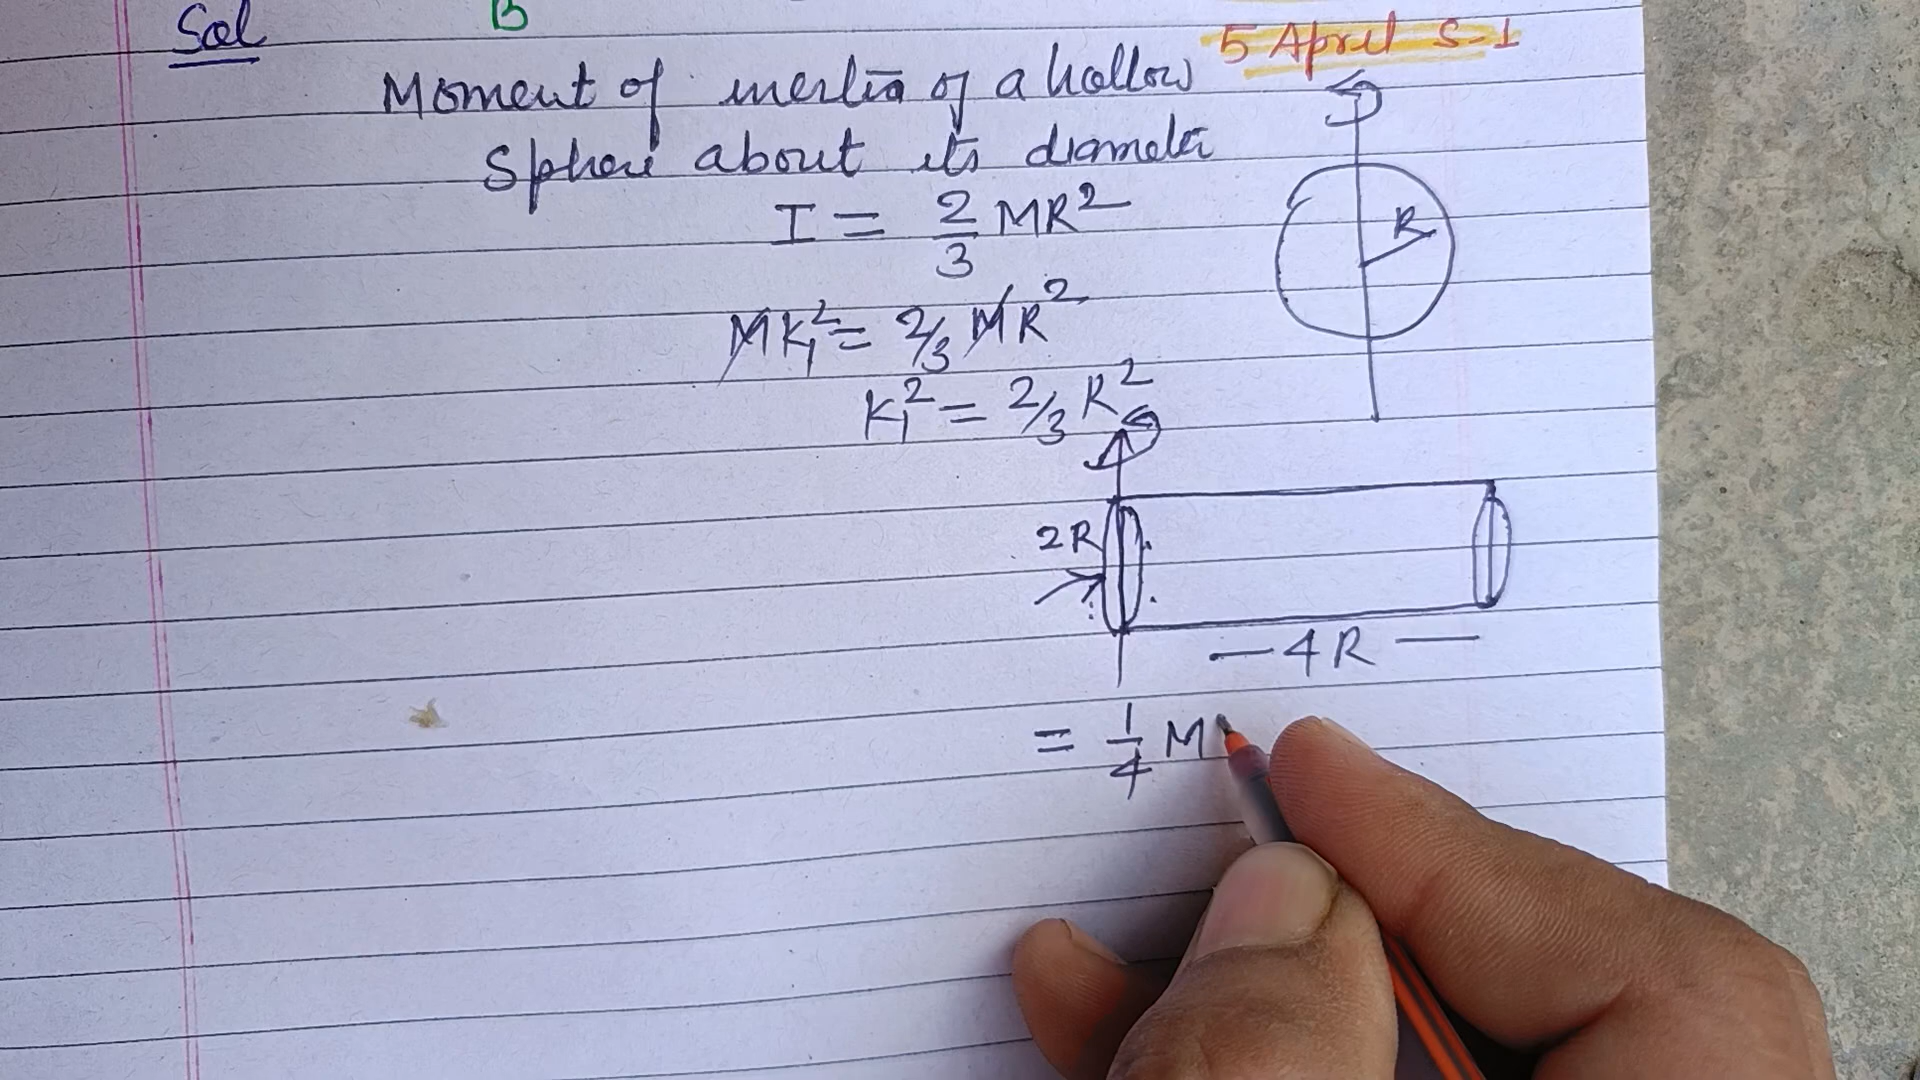 Sol
B
5 April S-1
Moment of inertia of a hollow
Sphere about its diameter
I = 2/3 MR²
R
MK₁² = 2/3 MR²
K₁² = 2/3 R²
2R
— 4R —
= 1/4 M